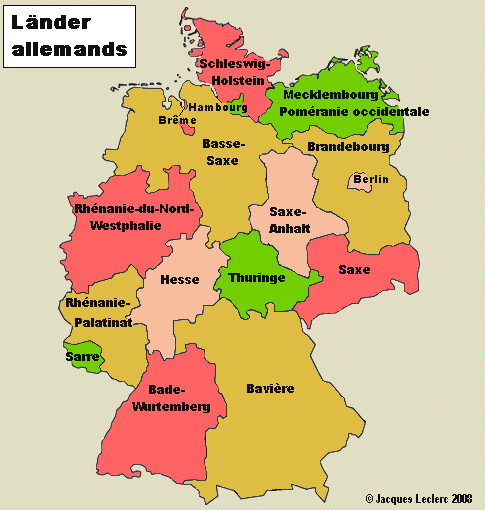 Länder
allemands
Schleswig-
Holstein
Mecklembourg
Poméranie occidentale
Hambourg
Brême
Basse-
Saxe
Brandebourg
Berlin
Saxe-
Anhalt
Rhénanie-du-Nord-
Westphalie
Hesse
Thuringe
Saxe
Rhénanie-
Palatinat
Sarre
Bade-
Wurtemberg
Bavière
© Jacques Leclerc 2008